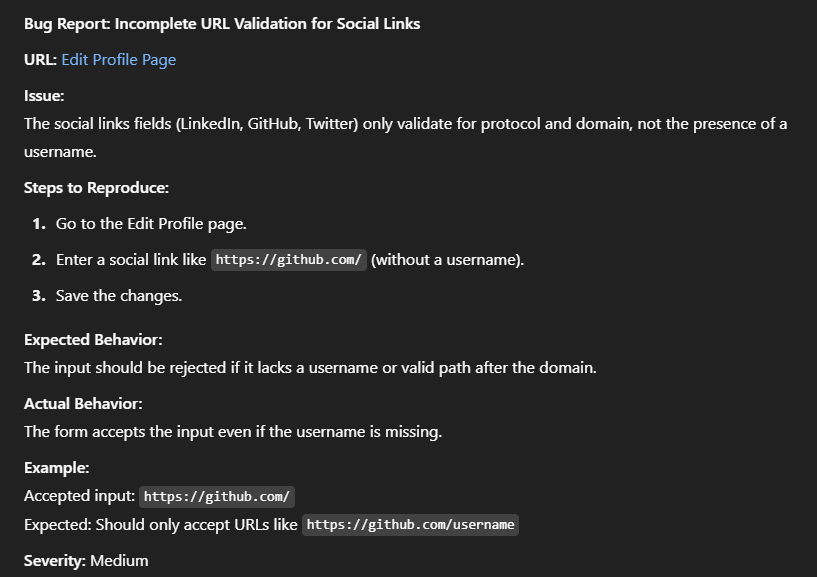 Bug Report: Incomplete URL Validation for Social Links
URL: Edit Profile Page
Issue:
The social links fields (LinkedIn, GitHub, Twitter) only validate for protocol and domain, not the presence of a
username.
Steps to Reproduce:
1. Go to the Edit Profile page.
2. Enter a social link like https://github.com/ (without a username).
3. Save the changes.
Expected Behavior:
The input should be rejected if it lacks a username or valid path after the domain.
Actual Behavior:
The form accepts the input even if the username is missing.
Example:
Accepted input: https://github.com/
Expected: Should only accept URLs like https://github.com/username
Severity: Medium